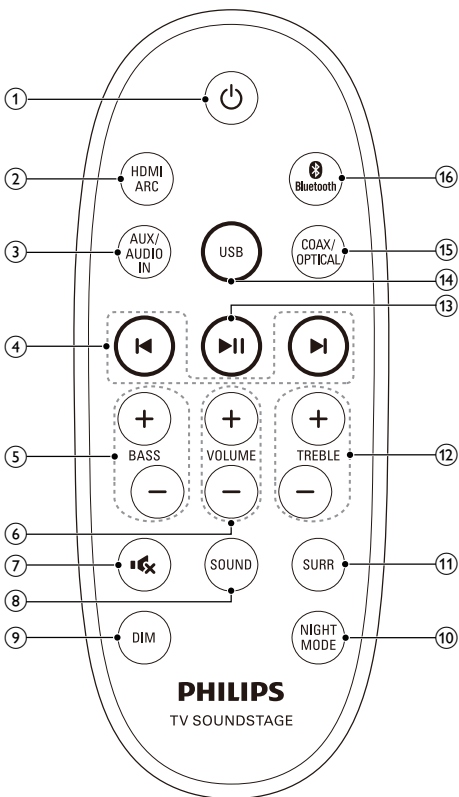 1
2
HDMI
ARC
Bluetooth
16
3
AUX/
AUDIO
IN
USB
COAX/
OPTICAL
15
14
13
4
5
BASS
VOLUME
TREBLE
12
6
7
SOUND
SURR
11
8
9
DIM
NIGHT
MODE
10
PHILIPS
TV SOUNDSTAGE